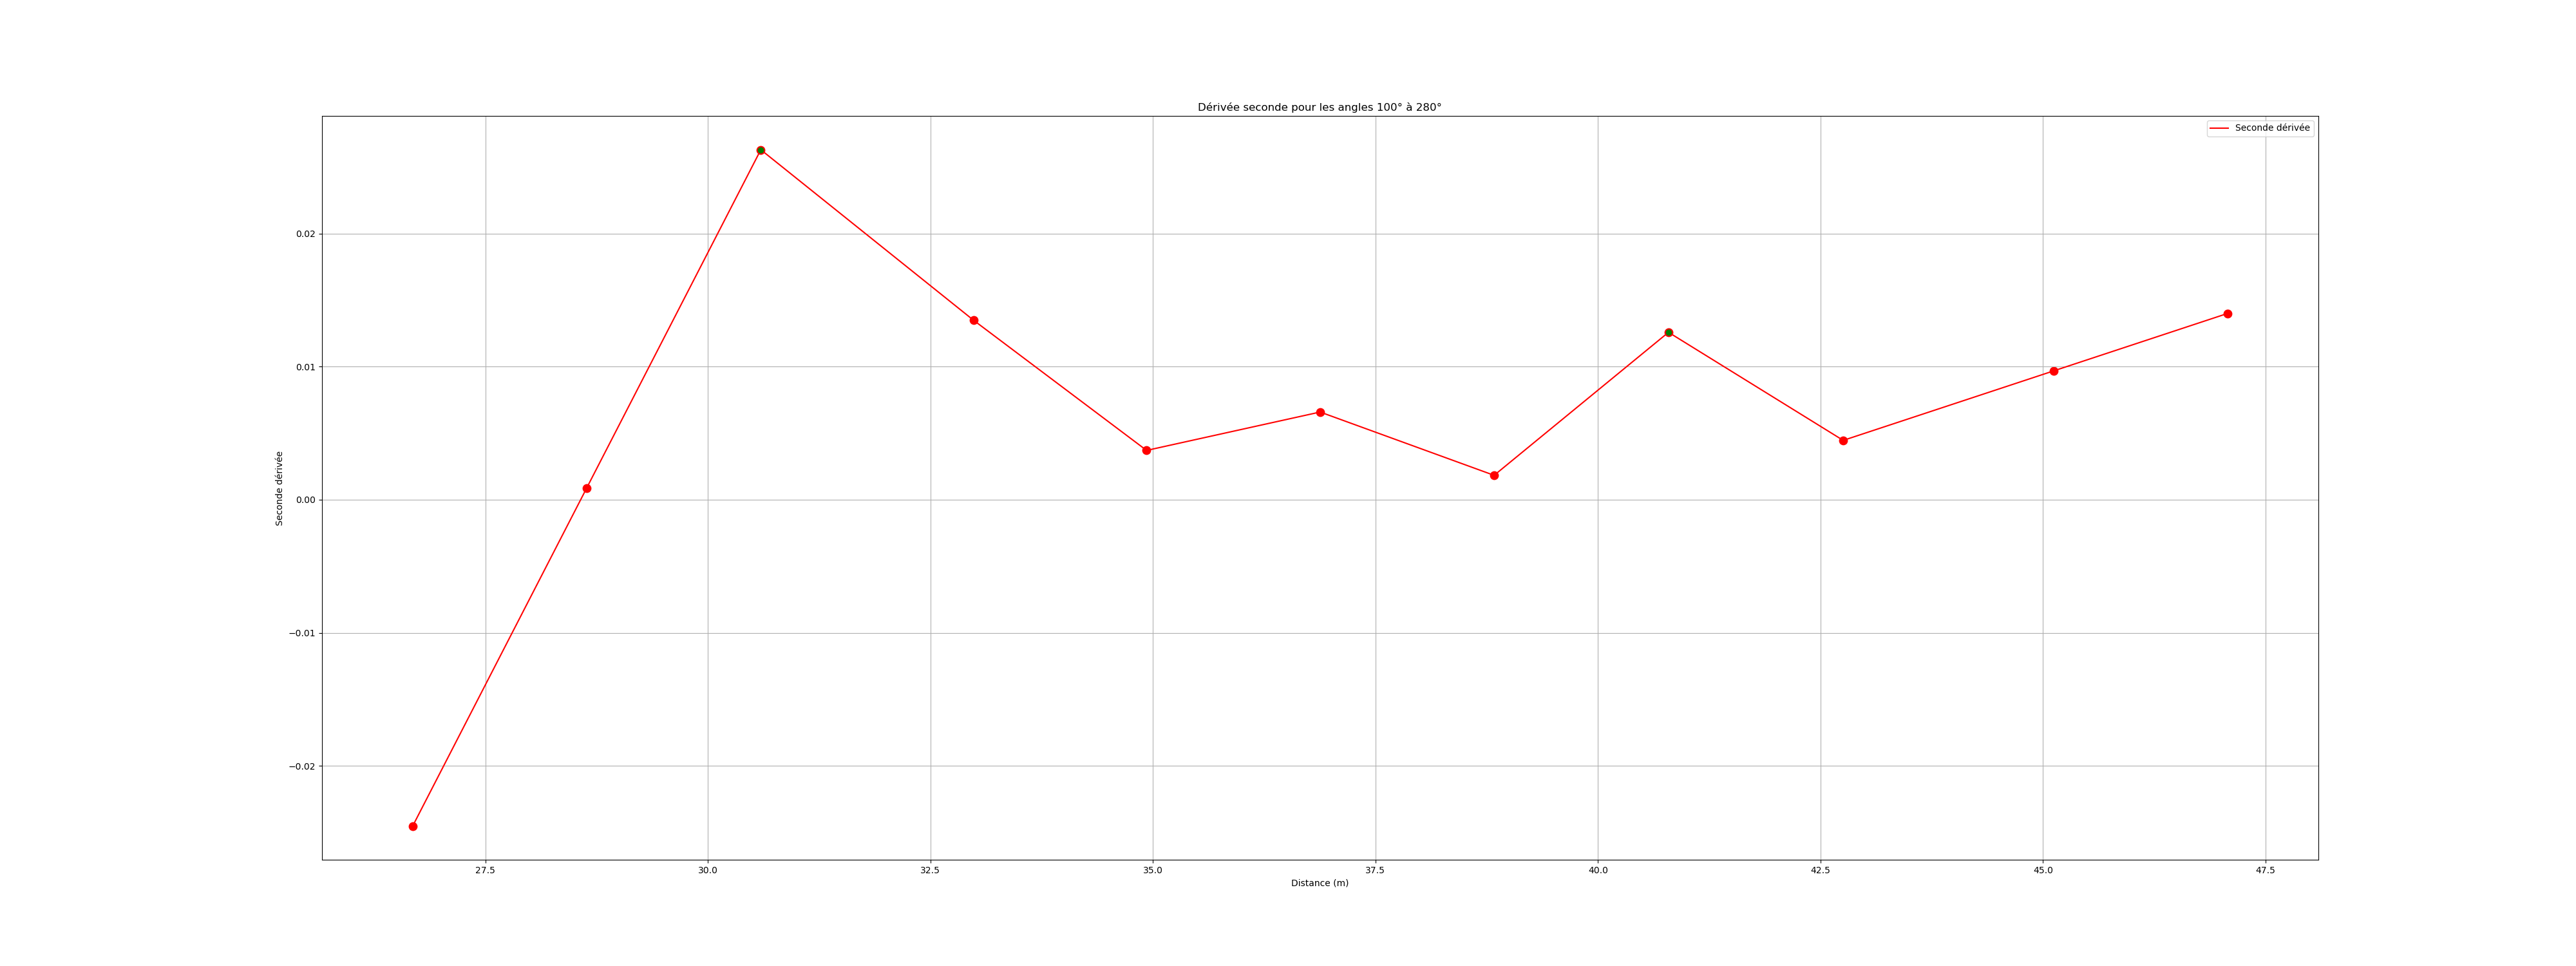 Dérivée seconde pour les angles 100° à 280°
Seconde dérivée
0.02
0.01
0.00
−0.01
−0.02
Seconde dérivée
27.5 30.0 32.5 35.0 37.5 40.0 42.5 45.0 47.5
Distance (m)